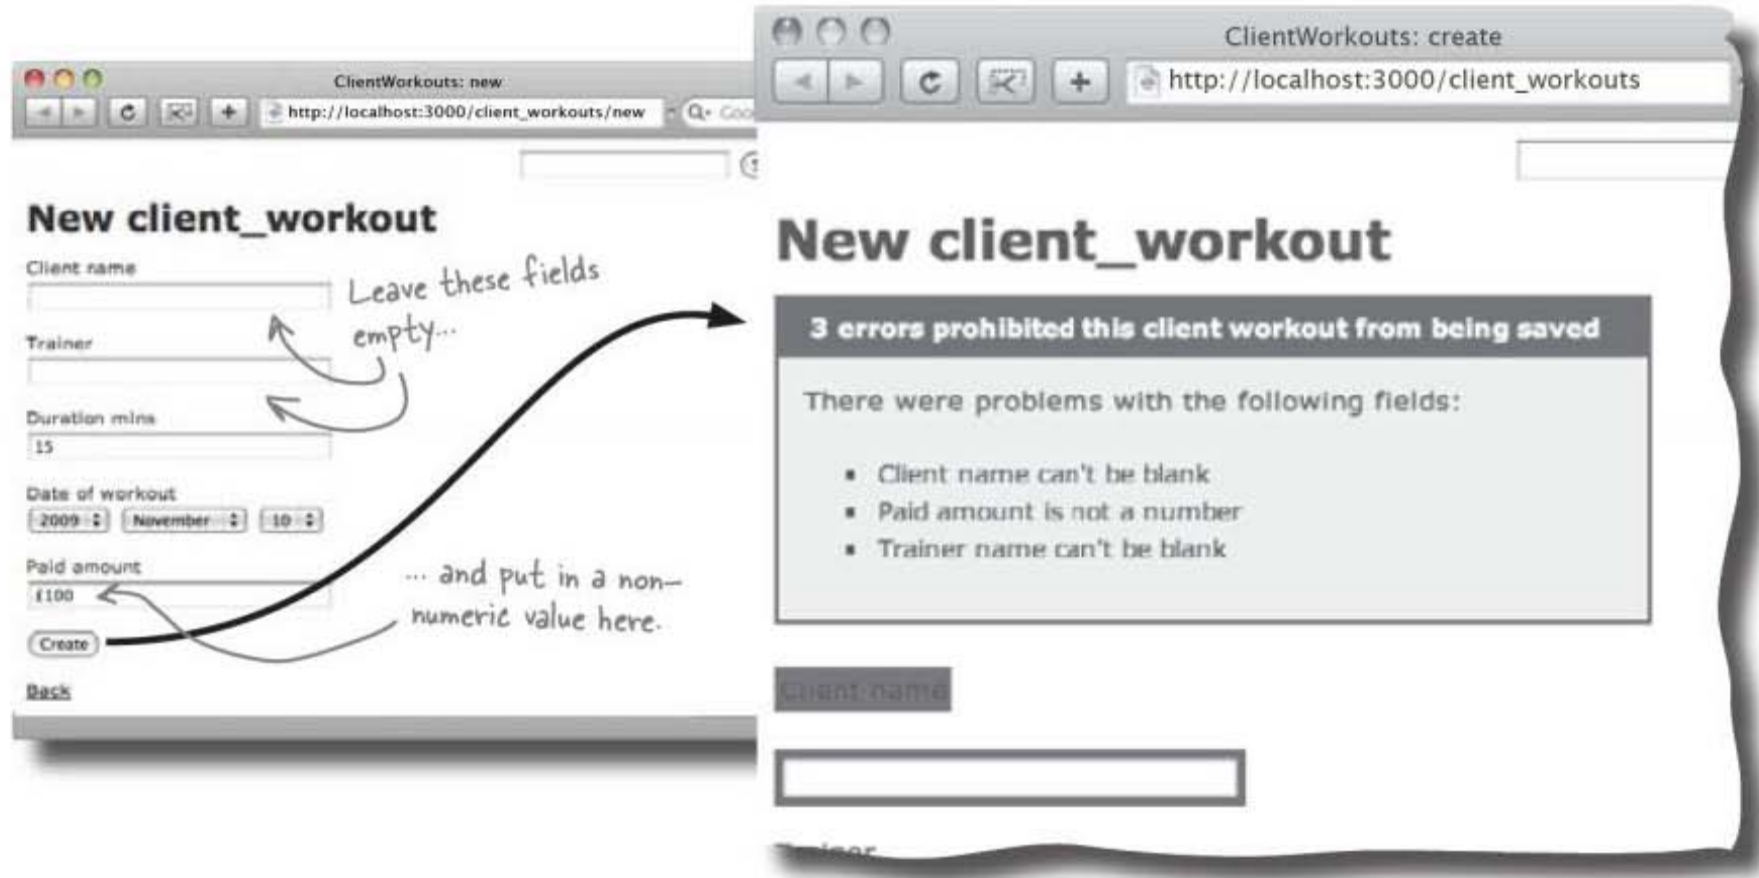 ClientWorkouts: new
http://localhost:3000/client_workouts/new
New client_workout
Client name
Leave these fields
empty...
Trainer
Duration mins
15
Date of workout
2009 November 10
Paid amount
£100
... and put in a non-
numeric value here.
Create
Back
ClientWorkouts: create
http://localhost:3000/client_workouts
New client_workout
3 errors prohibited this client workout from being saved
There were problems with the following fields:
▪ Client name can't be blank
▪ Paid amount is not a number
▪ Trainer name can't be blank
Client name